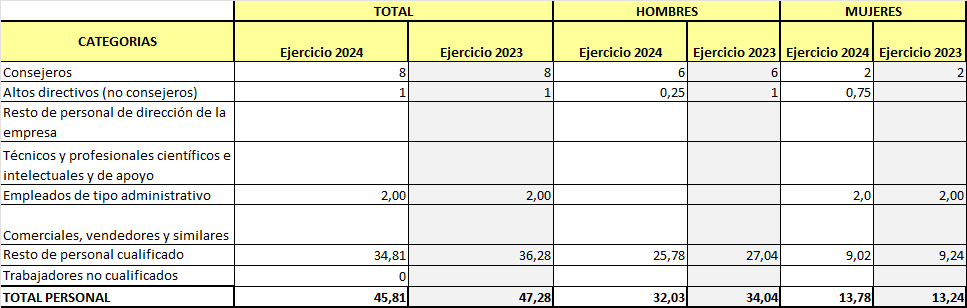 TOTAL HOMBRES MUJERES
CATEGORIAS Ejercicio 2024 Ejercicio 2023 Ejercicio 2024 Ejercicio 2023 Ejercicio 2024 Ejercicio 2023
Consejeros 8 8 6 6 2 2
Altos directivos (no consejeros) 1 1 0,25 1 0,75
Resto de personal de dirección de la
empresa
Técnicos y profesionales científicos e
intelectuales y de apoyo
Empleados de tipo administrativo 2,00 2,00 2,0 2,00
Comerciales, vendedores y similares
Resto de personal cualificado 34,81 36,28 25,78 27,04 9,02 9,24
Trabajadores no cualificados 0
TOTAL PERSONAL 45,81 47,28 32,03 34,04 13,78 13,24